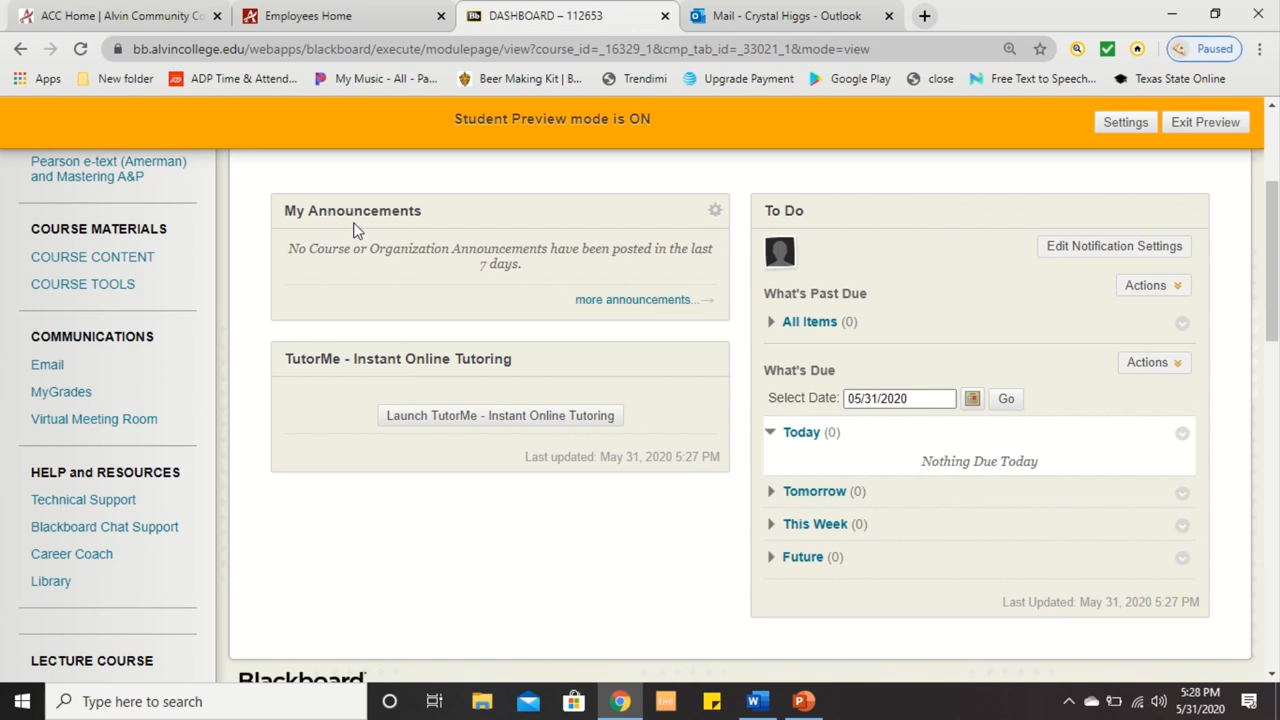 ACC Home | Alvin Community Co
Employees Home
Bb
DASHBOARD – 112653
Mail - Crystal Higgs - Outlook
bb.alvincollege.edu/webapps/blackboard/execute/modulepage/view?course_id=_16329_1&cmp_tab_id=_33021_1&mode=view
Paused
Apps
New folder
ADP Time & Attend...
My Music - All - Pa...
Beer Making Kit | B...
Trendimi
Upgrade Payment
Google Play
close
Free Text to Speech...
Texas State Online
Student Preview mode is ON
Settings
Exit Preview
Pearson e-text (Amerman)
and Mastering A&P
COURSE MATERIALS
COURSE CONTENT
COURSE TOOLS
COMMUNICATIONS
Email
MyGrades
Virtual Meeting Room
HELP and RESOURCES
Technical Support
Blackboard Chat Support
Career Coach
Library
LECTURE COURSE
My Announcements
No Course or Organization Announcements have been posted in the last
7 days.
more announcements...→
TutorMe - Instant Online Tutoring
Launch TutorMe - Instant Online Tutoring
Last updated: May 31, 2020 5:27 PM
To Do
Edit Notification Settings
What's Past Due
Actions
All Items (0)
What's Due
Actions
Select Date: 05/31/2020
Go
Today (0)
Nothing Due Today
Tomorrow (0)
This Week (0)
Future (0)
Last Updated: May 31, 2020 5:27 PM
Blackboard
Type here to search
5:28 PM
5/31/2020